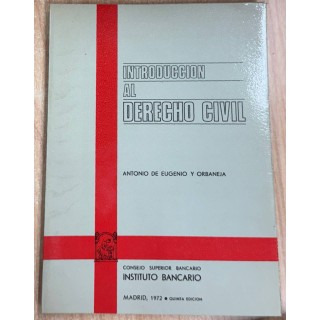 INTRODUCCION
AL
DERECHO CIVIL
ANTONIO DE EUGENIO Y ORBANEJA
CONSEJO SUPERIOR BANCARIO
INSTITUTO BANCARIO
MADRID, 1972 ● QUINTA EDICION